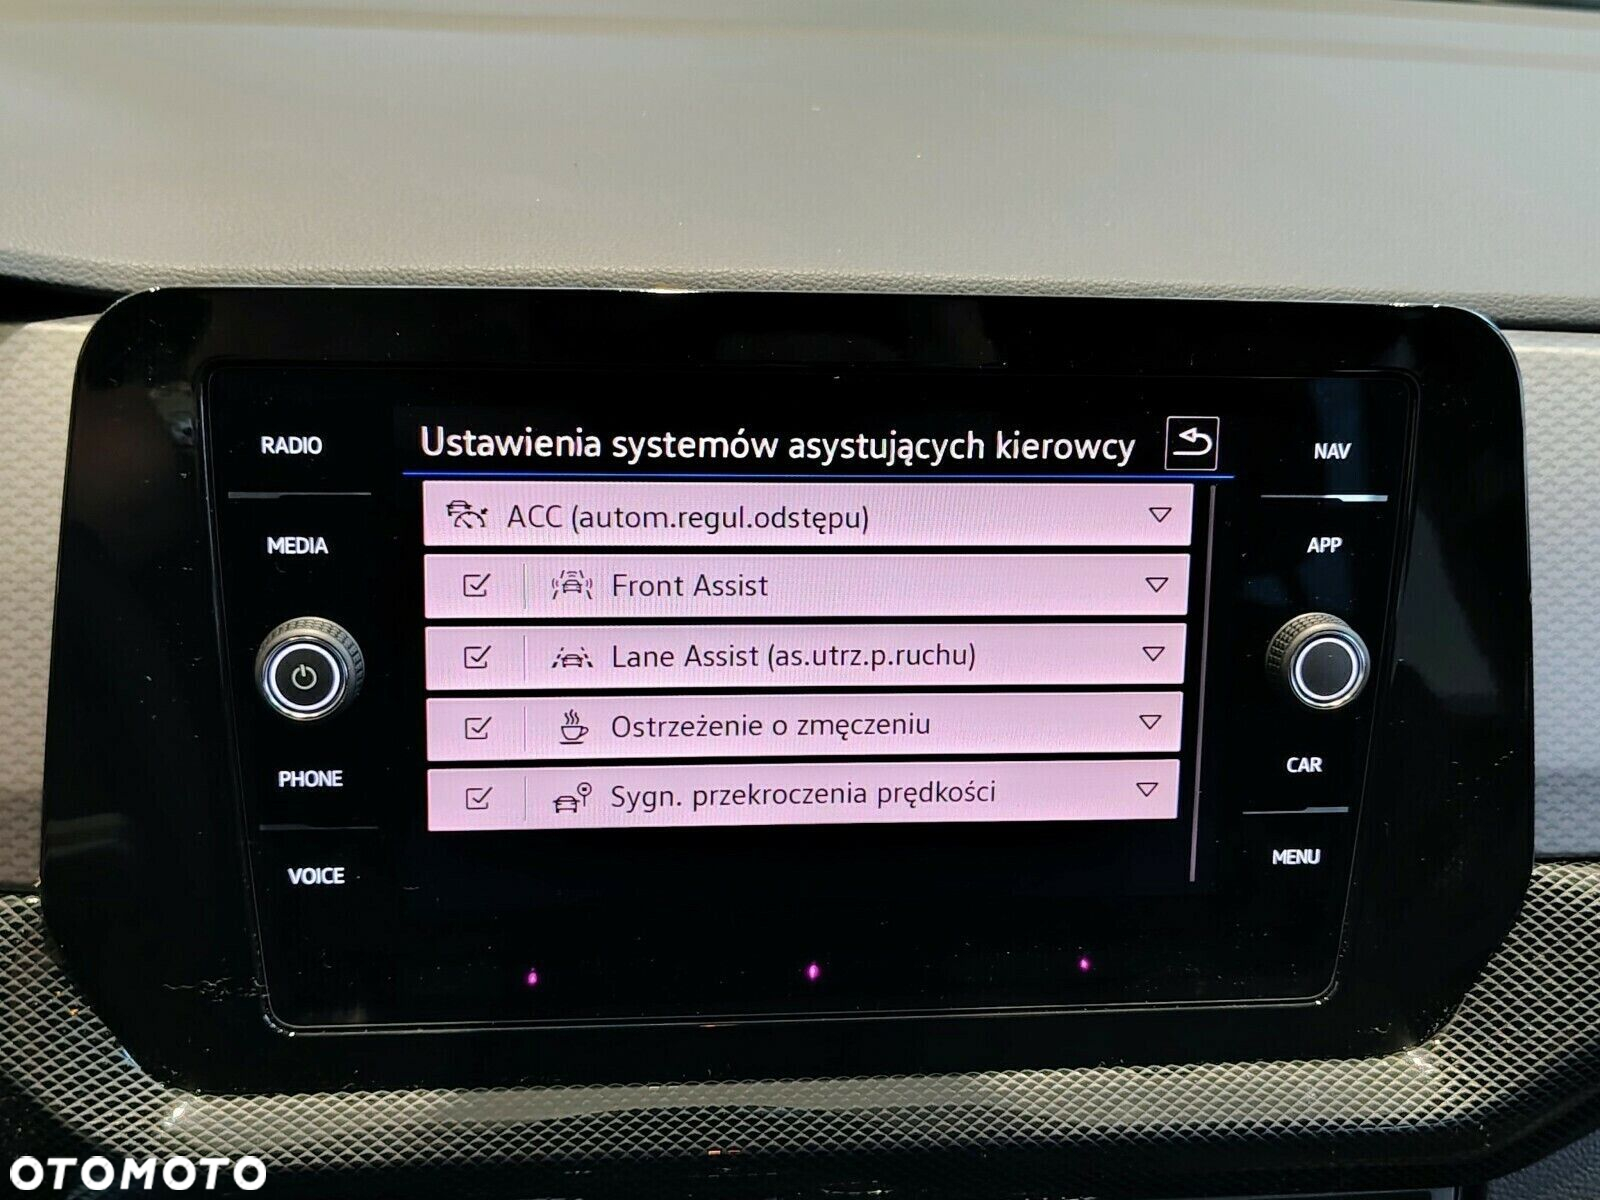 Ustawienia systemów asystujących kierowcy
RADIO
NAV
ACC (autom.regul.odstępu)
MEDIA
APP
Front Assist
Lane Assist (as.utrz.p.ruchu)
Ostrzeżenie o zmęczeniu
PHONE
CAR
Sygn. przekroczenia prędkości
VOICE
MENU
OTOMOTO